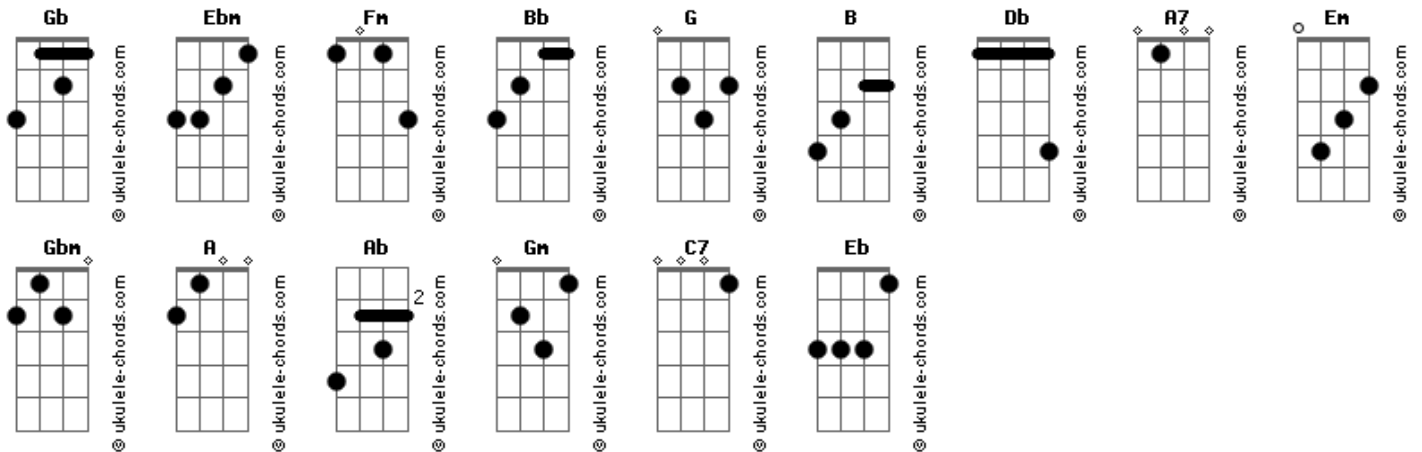 Gb Ebm Fm Bb G B Db A7 Em
© ukulele-chords.com © ukulele-chords.com © ukulele-chords.com © ukulele-chords.com © ukulele-chords.com © ukulele-chords.com © ukulele-chords.com © ukulele-chords.com © ukulele-chords.com
Gbm A Ab Gm C7 Eb
2
© ukulele-chords.com © ukulele-chords.com © ukulele-chords.com © ukulele-chords.com © ukulele-chords.com © ukulele-chords.com